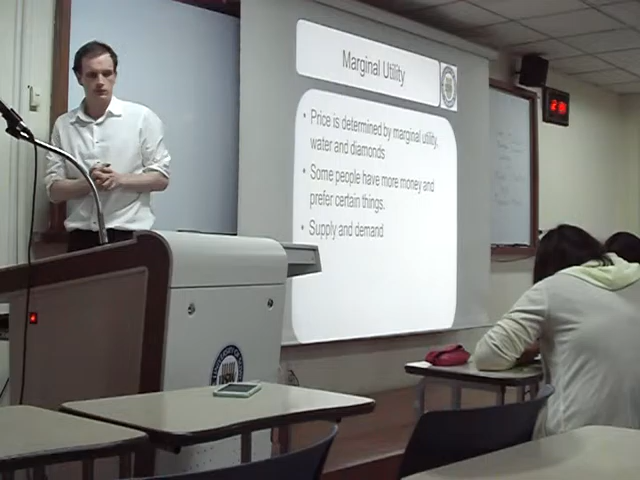 Marginal Utility
• Price is determined by marginal utility,
water and diamonds
• Some people have more money and
prefer certain things.
• Supply and demand